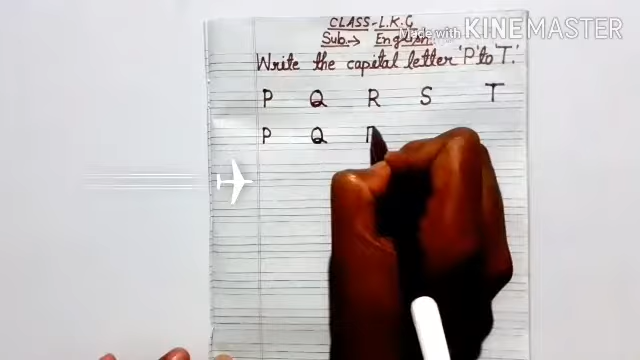 CLASS-L.K.G
Made with KINEMASTER
Sub.→ English.
Write the capital letter 'P' to 'T'.
P Q R S T
P Q